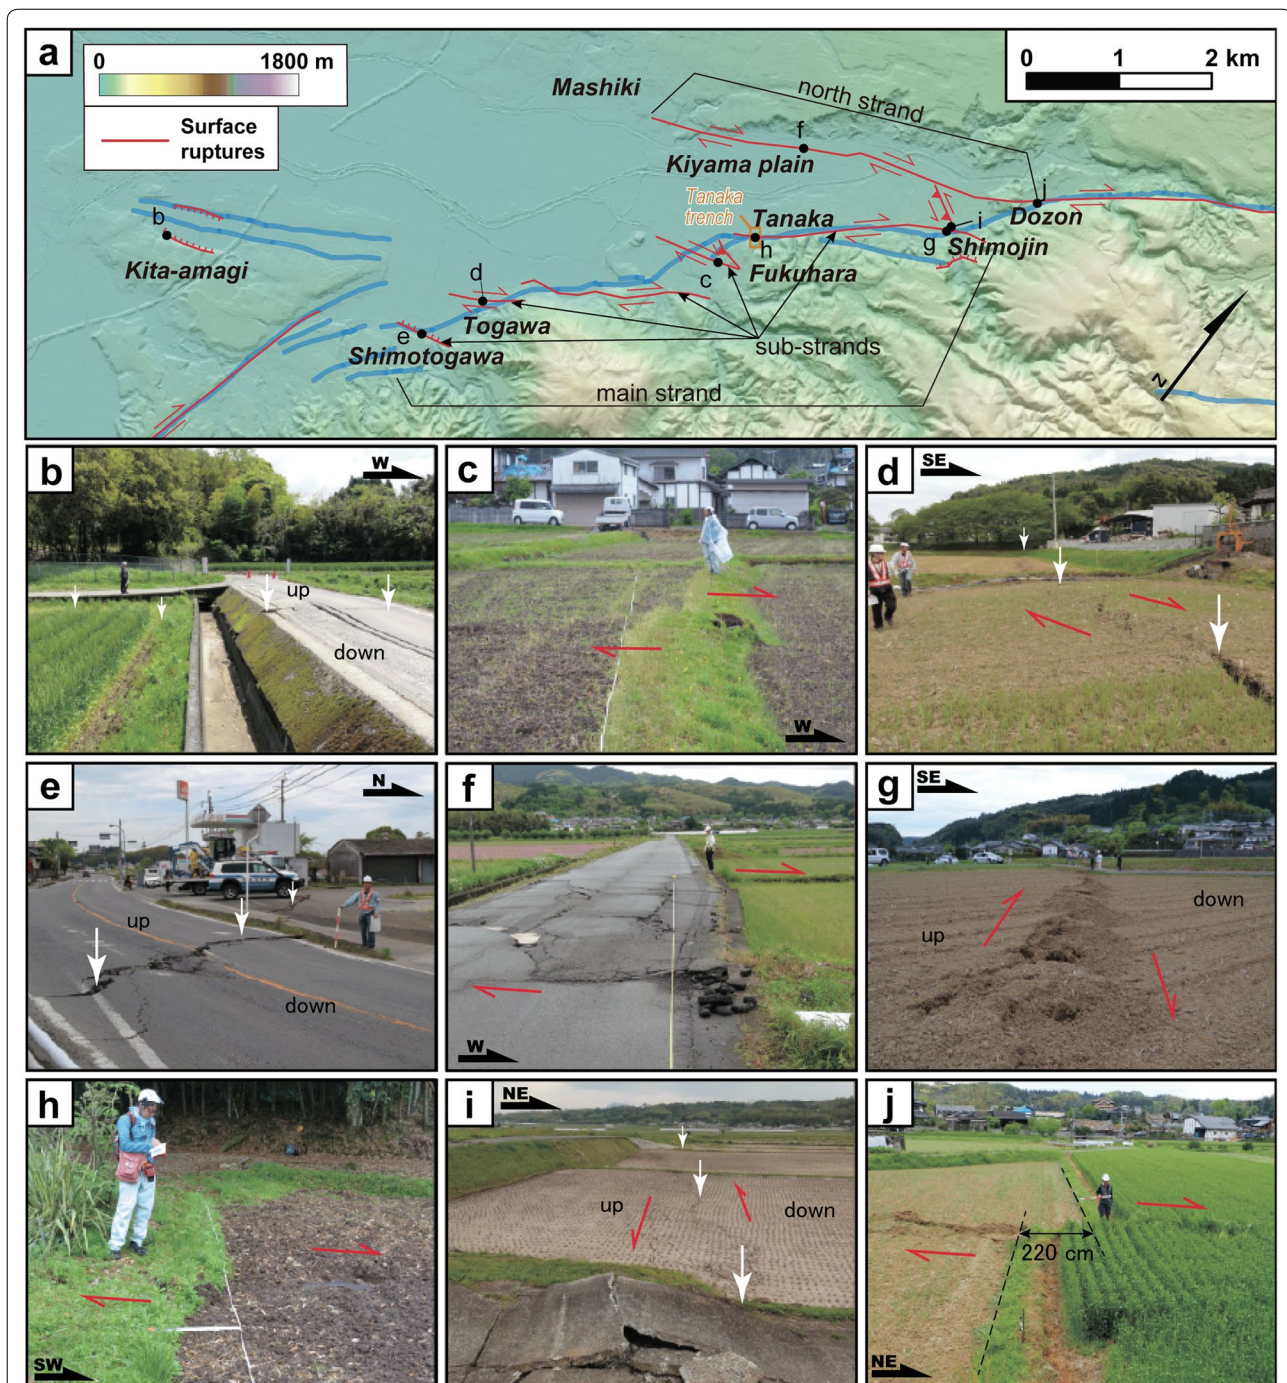 a
0 1800 m
Surface
ruptures
0 1 2 km
Mashiki
north strand
f
Kiyama plain
Tanaka
trench
Tanaka
h
j
Dozon
i
g
Shimojin
b
Kita-amagi
c
Fukuhara
d
Togawa
e
Shimotogawa
sub-strands
main strand
N
b
W
up
down
c
W
d
SE
e
N
up
down
f
W
g
SE
up
down
h
SW
i
NE
up
down
j
220 cm
NE